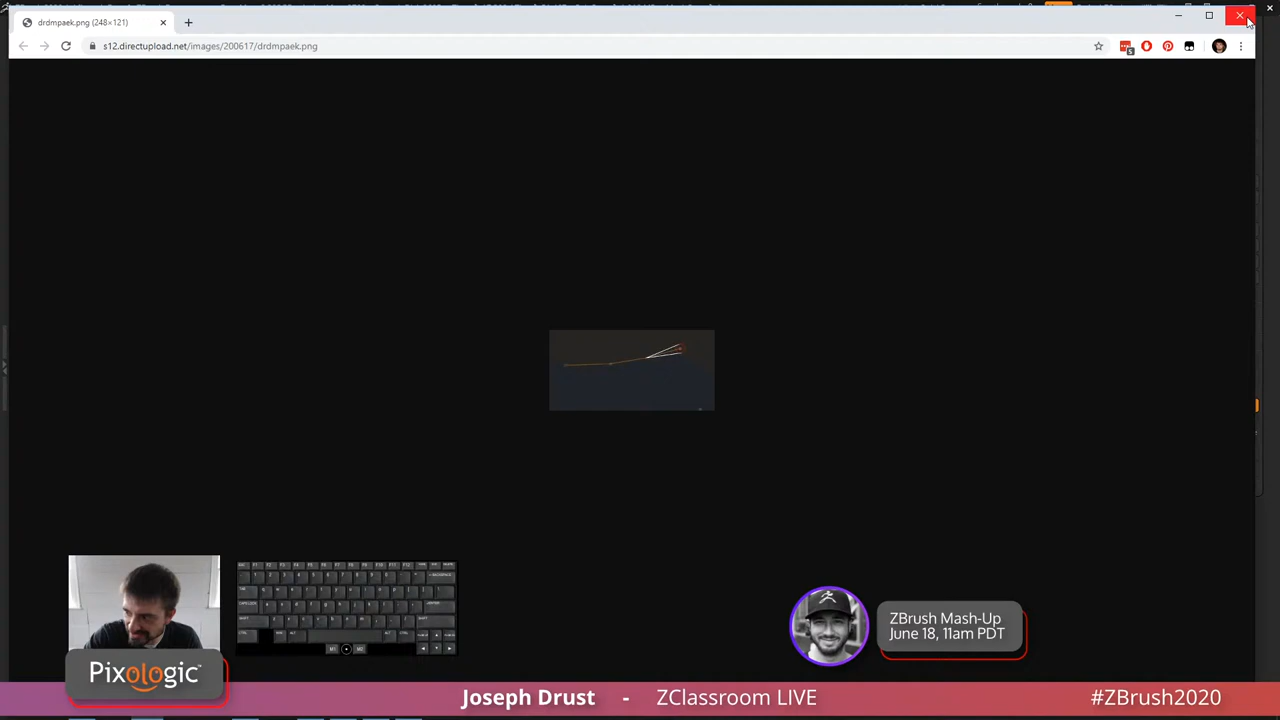 drdmpaek.png (248×121)
s12.directupload.net/images/200617/drdmpaek.png
5
ZBrush Mash-Up
June 18, 11am PDT
Pixologic
Joseph Drust - ZClassroom LIVE
#ZBrush2020